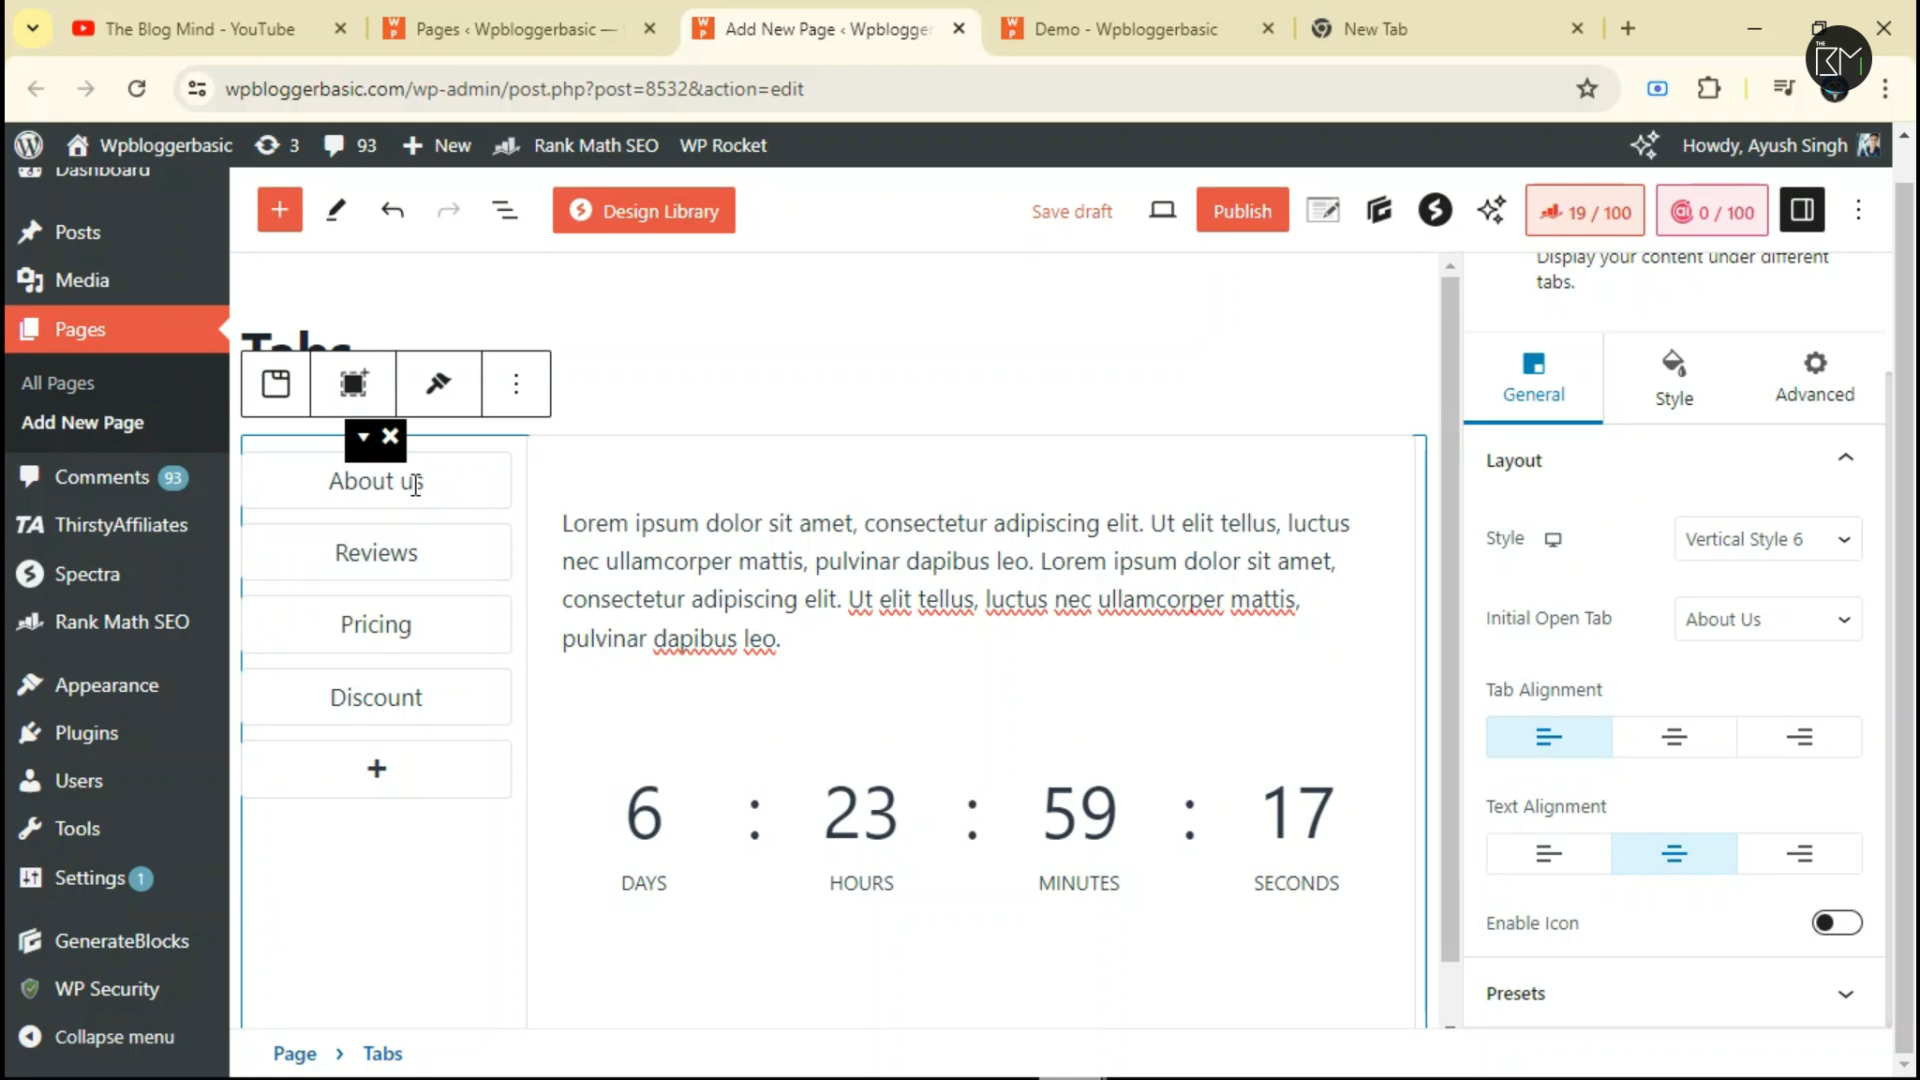 The Blog Mind - YouTube
Pages ‹ Wpbloggerbasic —
Add New Page ‹ Wpblogger
Demo - Wpbloggerbasic
New Tab
THE BM
wpbloggerbasic.com/wp-admin/post.php?post=8532&action=edit
Wpbloggerbasic
3
93
New
Rank Math SEO
WP Rocket
Howdy, Ayush Singh
Dashboard
Posts
Media
Pages
All Pages
Add New Page
Comments 93
TA ThirstyAffiliates
Spectra
Rank Math SEO
Appearance
Plugins
Users
Tools
Settings 1
GenerateBlocks
WP Security
Collapse menu
Design Library
Save draft
Publish
19 / 100
0 / 100
Tabs
About us
Reviews
Pricing
Discount
+
Lorem ipsum dolor sit amet, consectetur adipiscing elit. Ut elit tellus, luctus
nec ullamcorper mattis, pulvinar dapibus leo. Lorem ipsum dolor sit amet,
consectetur adipiscing elit. Ut elit tellus, luctus nec ullamcorper mattis,
pulvinar dapibus leo.
6 : 23 : 59 : 17
DAYS HOURS MINUTES SECONDS
Page › Tabs
Display your content under different
tabs.
General
Style
Advanced
Layout
Style
Vertical Style 6
Initial Open Tab
About Us
Tab Alignment
Text Alignment
Enable Icon
Presets